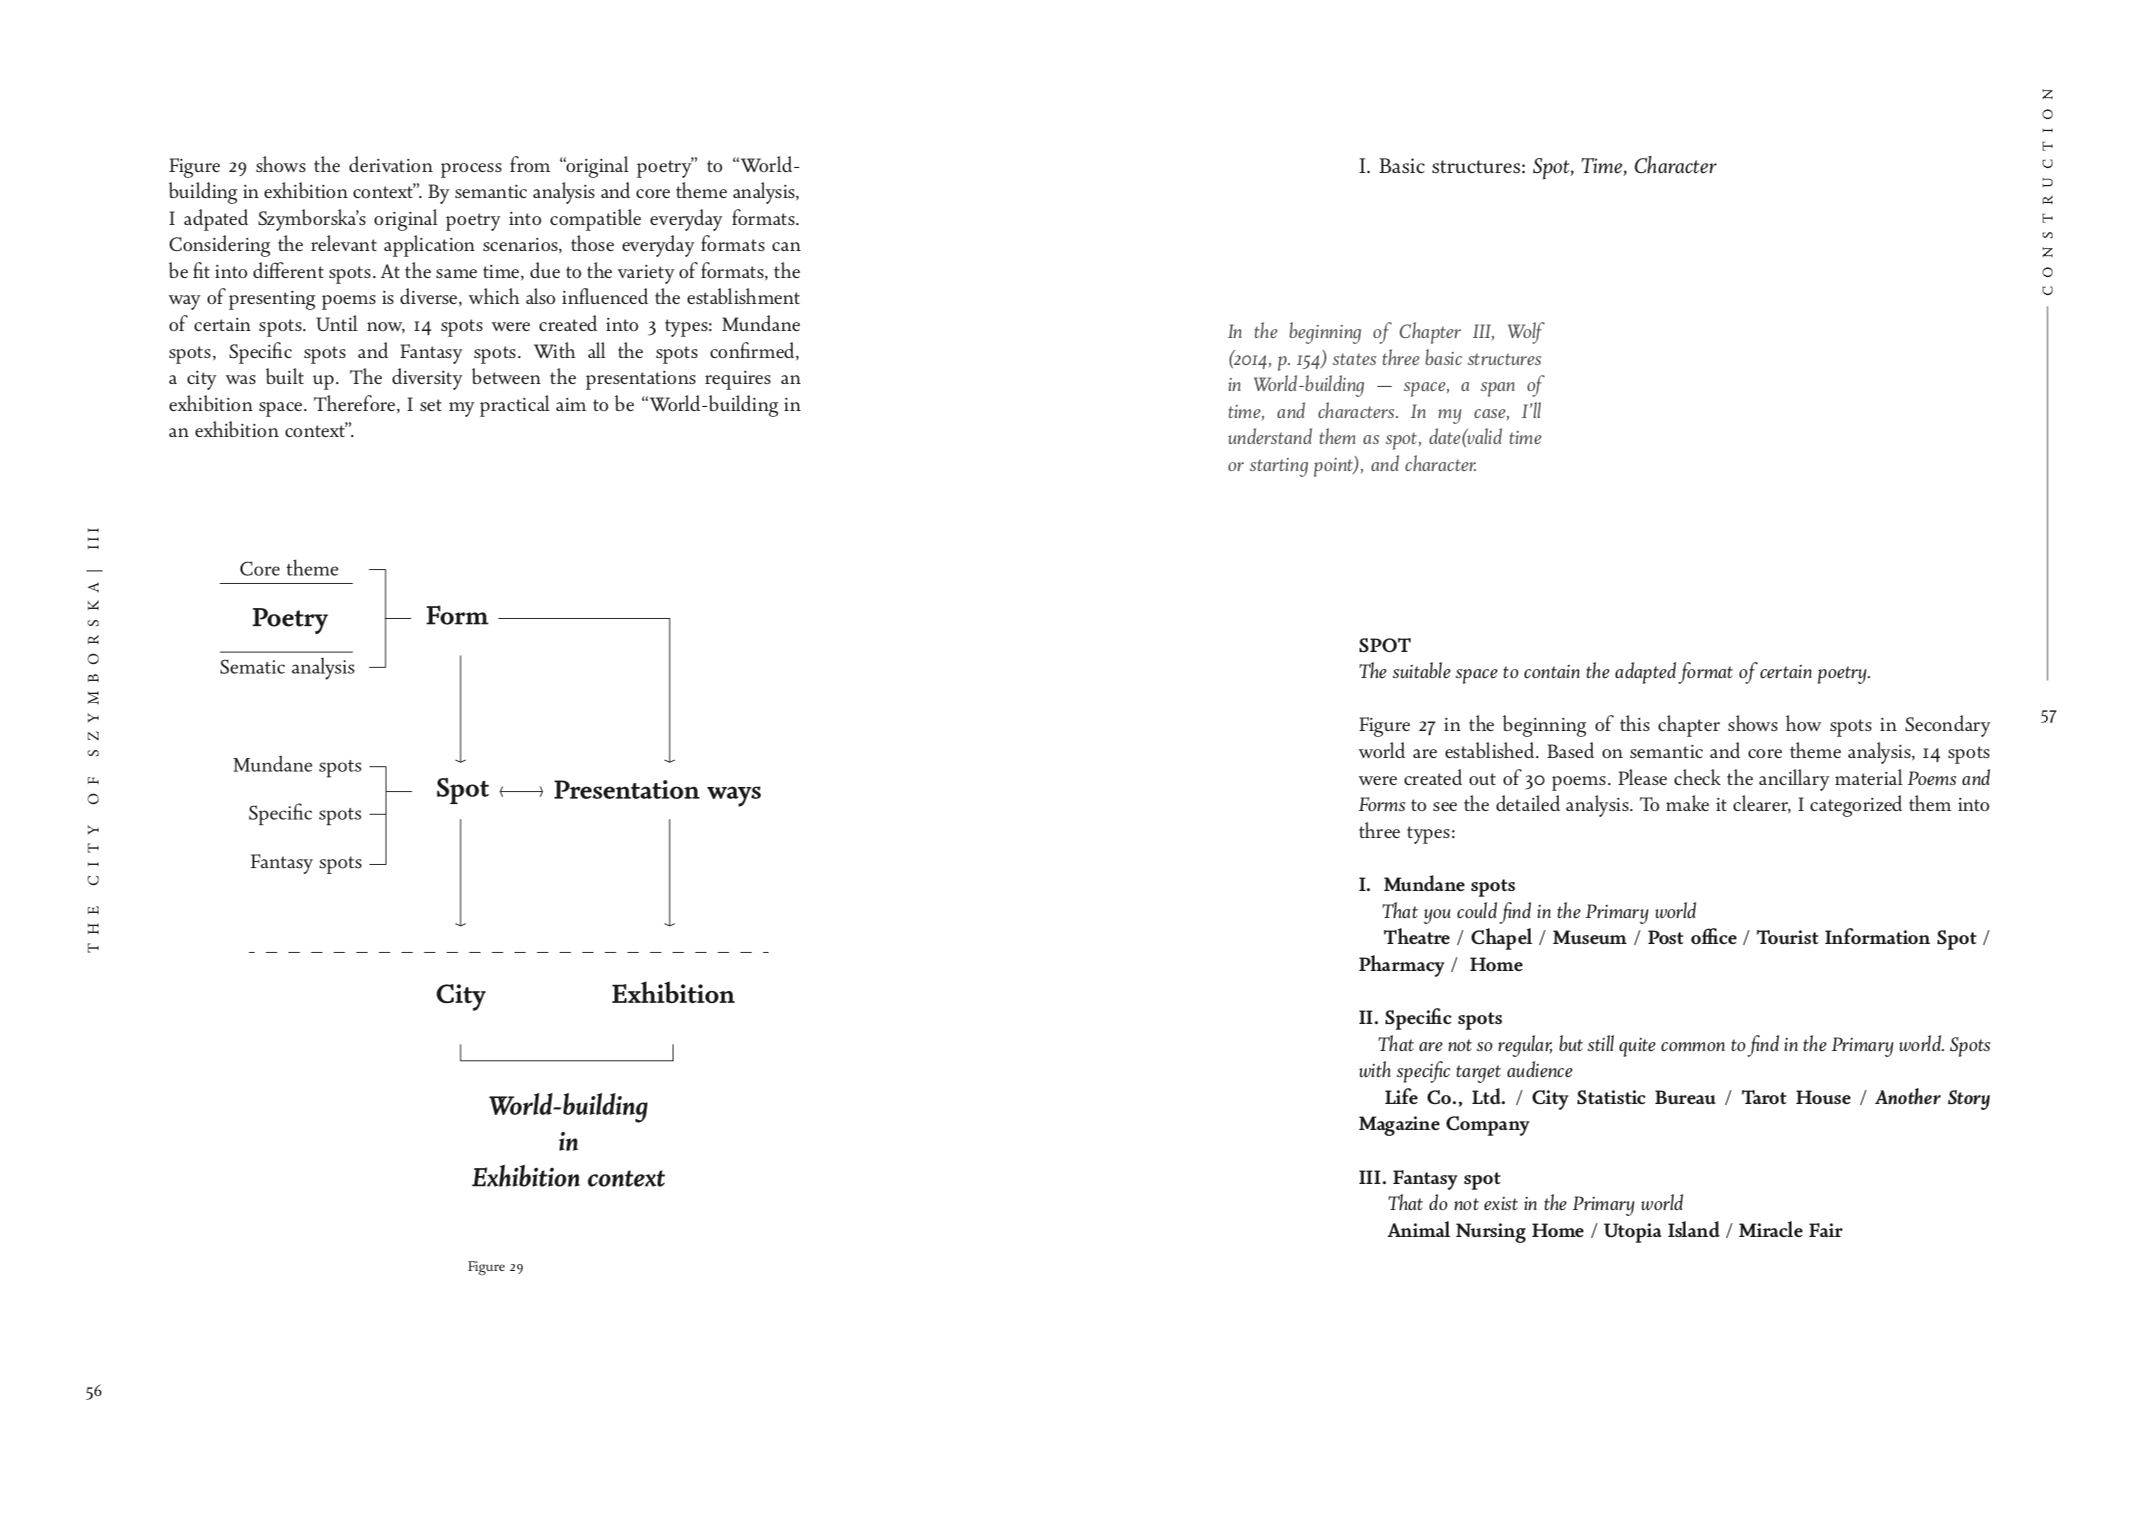 Figure 29 shows the derivation process from “original poetry” to “World-
building in exhibition context”. By semantic analysis and core theme analysis,
I adpated Szymborska’s original poetry into compatible everyday formats.
Considering the relevant application scenarios, those everyday formats can
be fit into different spots. At the same time, due to the variety of formats, the
way of presenting poems is diverse, which also influenced the establishment
of certain spots. Until now, 14 spots were created into 3 types: Mundane
spots, Specific spots and Fantasy spots. With all the spots confirmed,
a city was built up. The diversity between the presentations requires an
exhibition space. Therefore, I set my practical aim to be “World-building in
an exhibition context”.
THE CITY OF SZYMBORSKA| III
Core theme
Poetry
Sematic analysis
Form
Mundane spots
Specific spots
Fantasy spots
Spot
Presentation ways
City
Exhibition
World-building
in
Exhibition context
Figure 29
56
I. Basic structures: Spot, Time, Character
CONSTRUCTION
In the beginning of Chapter III, Wolf
(2014, p. 154) states three basic structures
in World-building — space, a span of
time, and characters. In my case, I’ll
understand them as spot, date(valid time
or starting point), and character.
SPOT
The suitable space to contain the adapted format of certain poetry.
57
Figure 27 in the beginning of this chapter shows how spots in Secondary
world are established. Based on semantic and core theme analysis, 14 spots
were created out of 30 poems. Please check the ancillary material Poems and
Forms to see the detailed analysis. To make it clearer, I categorized them into
three types:
I. Mundane spots
That you could find in the Primary world
Theatre / Chapel / Museum / Post office / Tourist Information Spot /
Pharmacy / Home
II. Specific spots
That are not so regular, but still quite common to find in the Primary world. Spots
with specific target audience
Life Co., Ltd. / City Statistic Bureau / Tarot House / Another Story
Magazine Company
III. Fantasy spot
That do not exist in the Primary world
Animal Nursing Home / Utopia Island / Miracle Fair